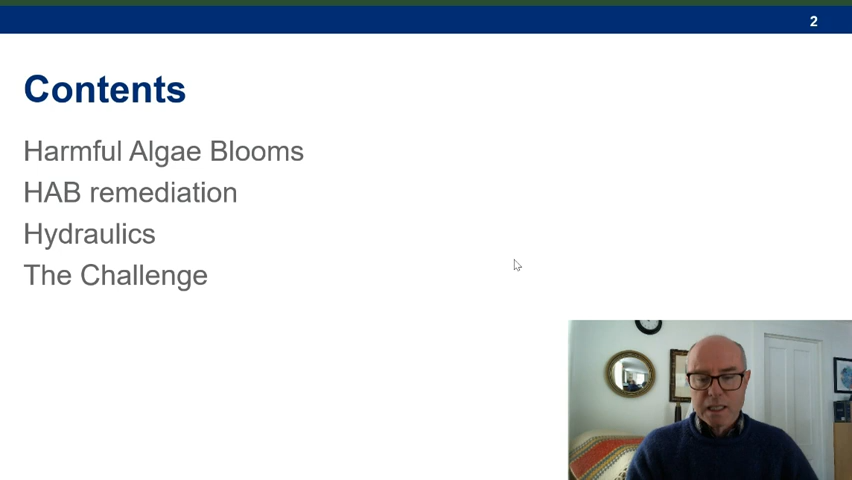 2
Contents
Harmful Algae Blooms
HAB remediation
Hydraulics
The Challenge